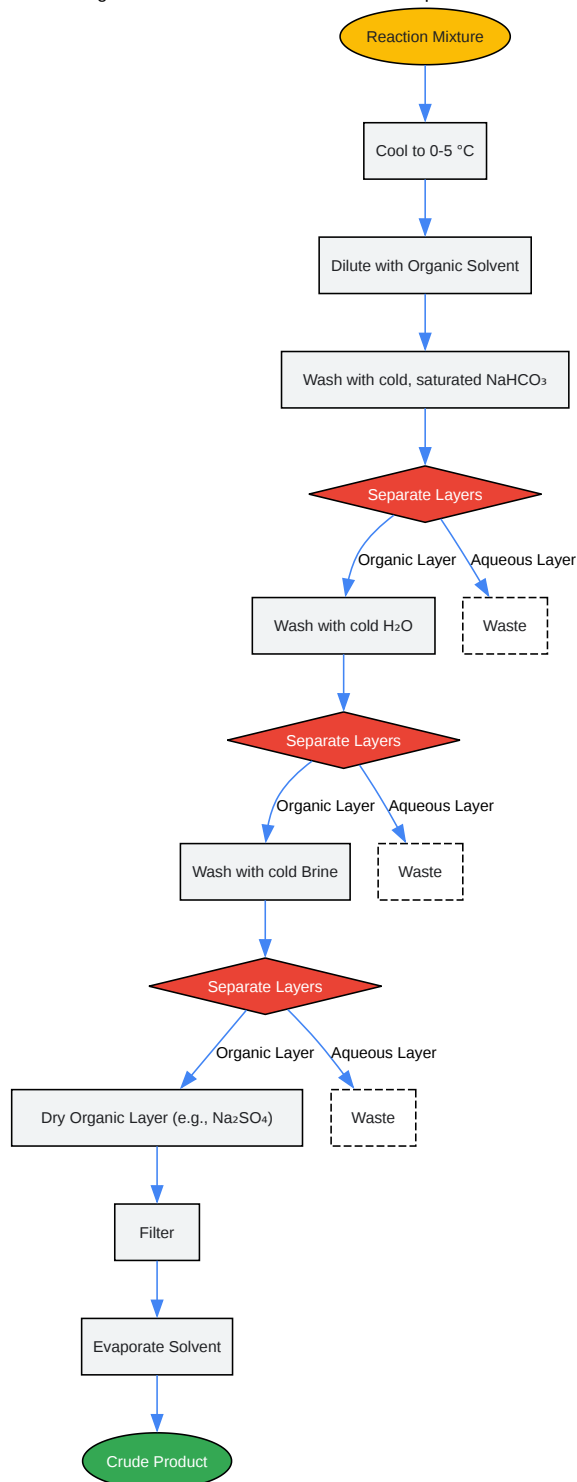 Reaction Mixture
Cool to 0-5 °C
Dilute with Organic Solvent
Wash with cold, saturated NaHCO₃
Separate Layers
Organic Layer
Aqueous Layer
Wash with cold H₂O
Waste
Separate Layers
Organic Layer
Aqueous Layer
Wash with cold Brine
Waste
Separate Layers
Organic Layer
Aqueous Layer
Dry Organic Layer (e.g., Na₂SO₄)
Waste
Filter
Evaporate Solvent
Crude Product